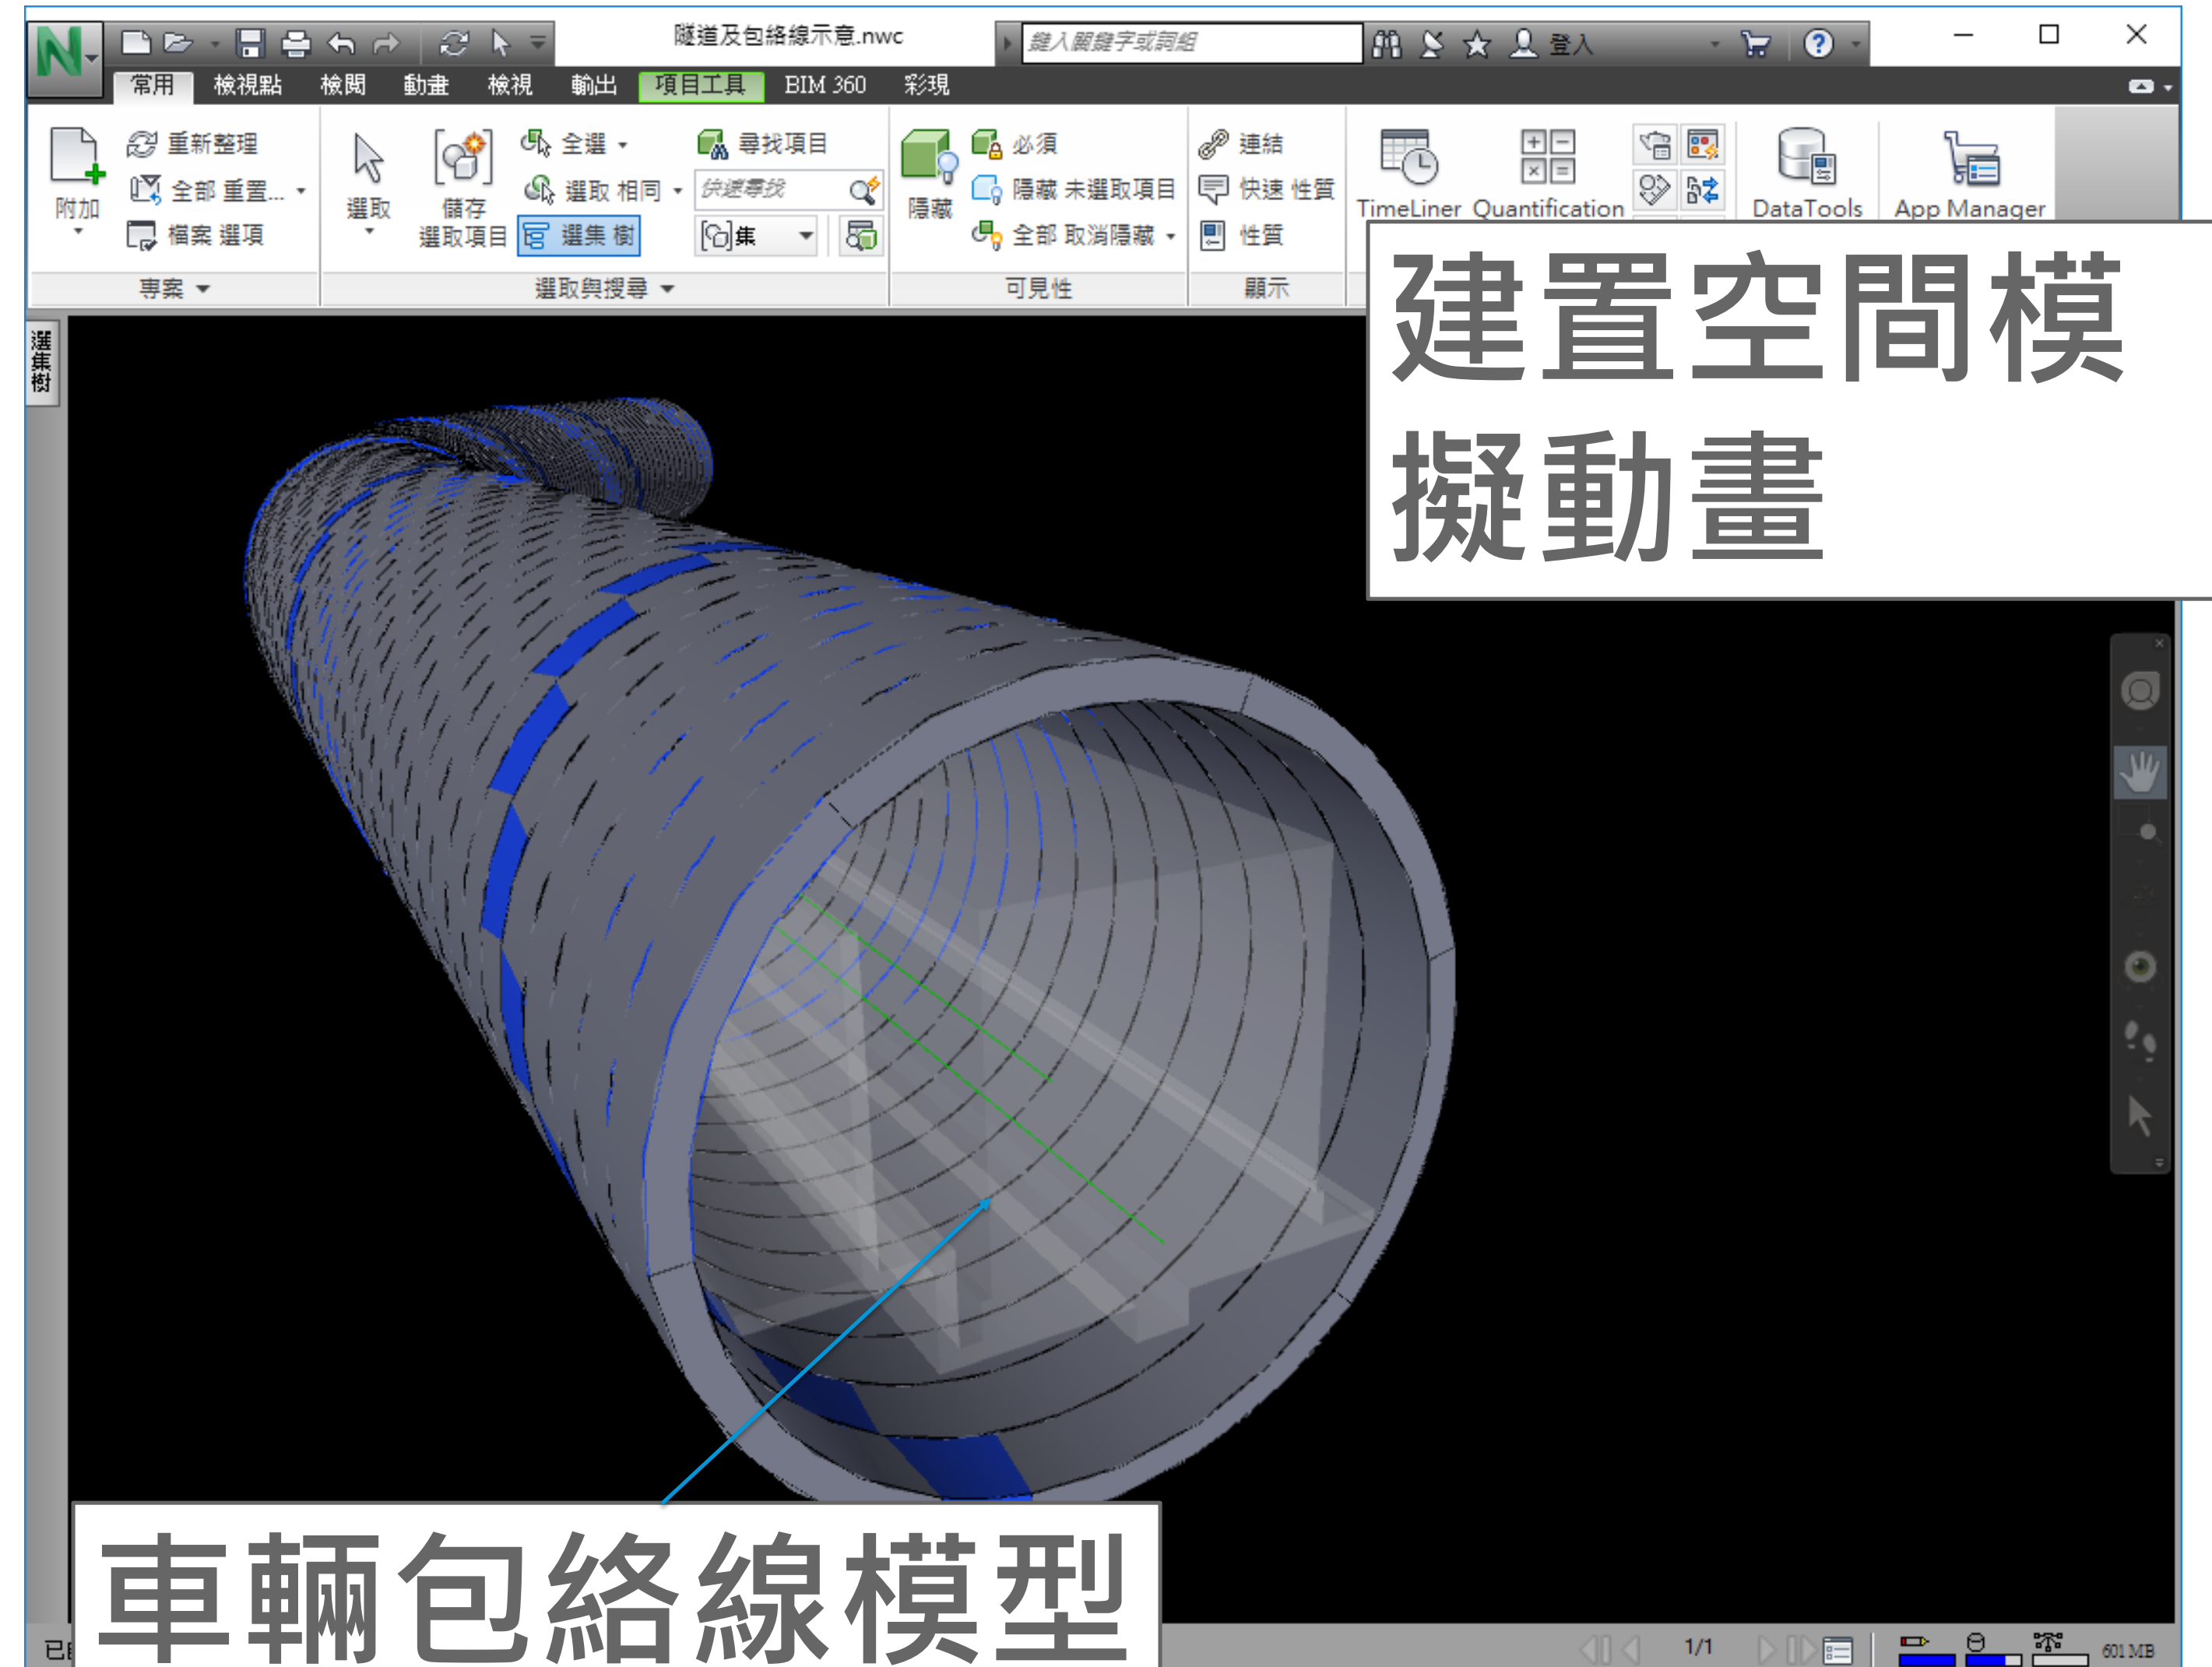 隧道及包絡線示意.nwc
鍵入關鍵字或詞組
登入
常用 檢視點 檢閱 動畫 檢視 輸出 項目工具 BIM 360 彩現
附加
重新整理
全部 重置...
檔案 選項
專案
選取
儲存
選取項目
全選
選取 相同
選集 樹
尋找項目
快速尋找
集
選取與搜尋
隱藏
必須
隱藏 未選取項目
全部 取消隱藏
可見性
連結
快速 性質
性質
顯示
TimeLiner Quantification
DataTools
App Manager
建置空間模
擬動畫
選集樹
車輛包絡線模型
1/1
601 MB